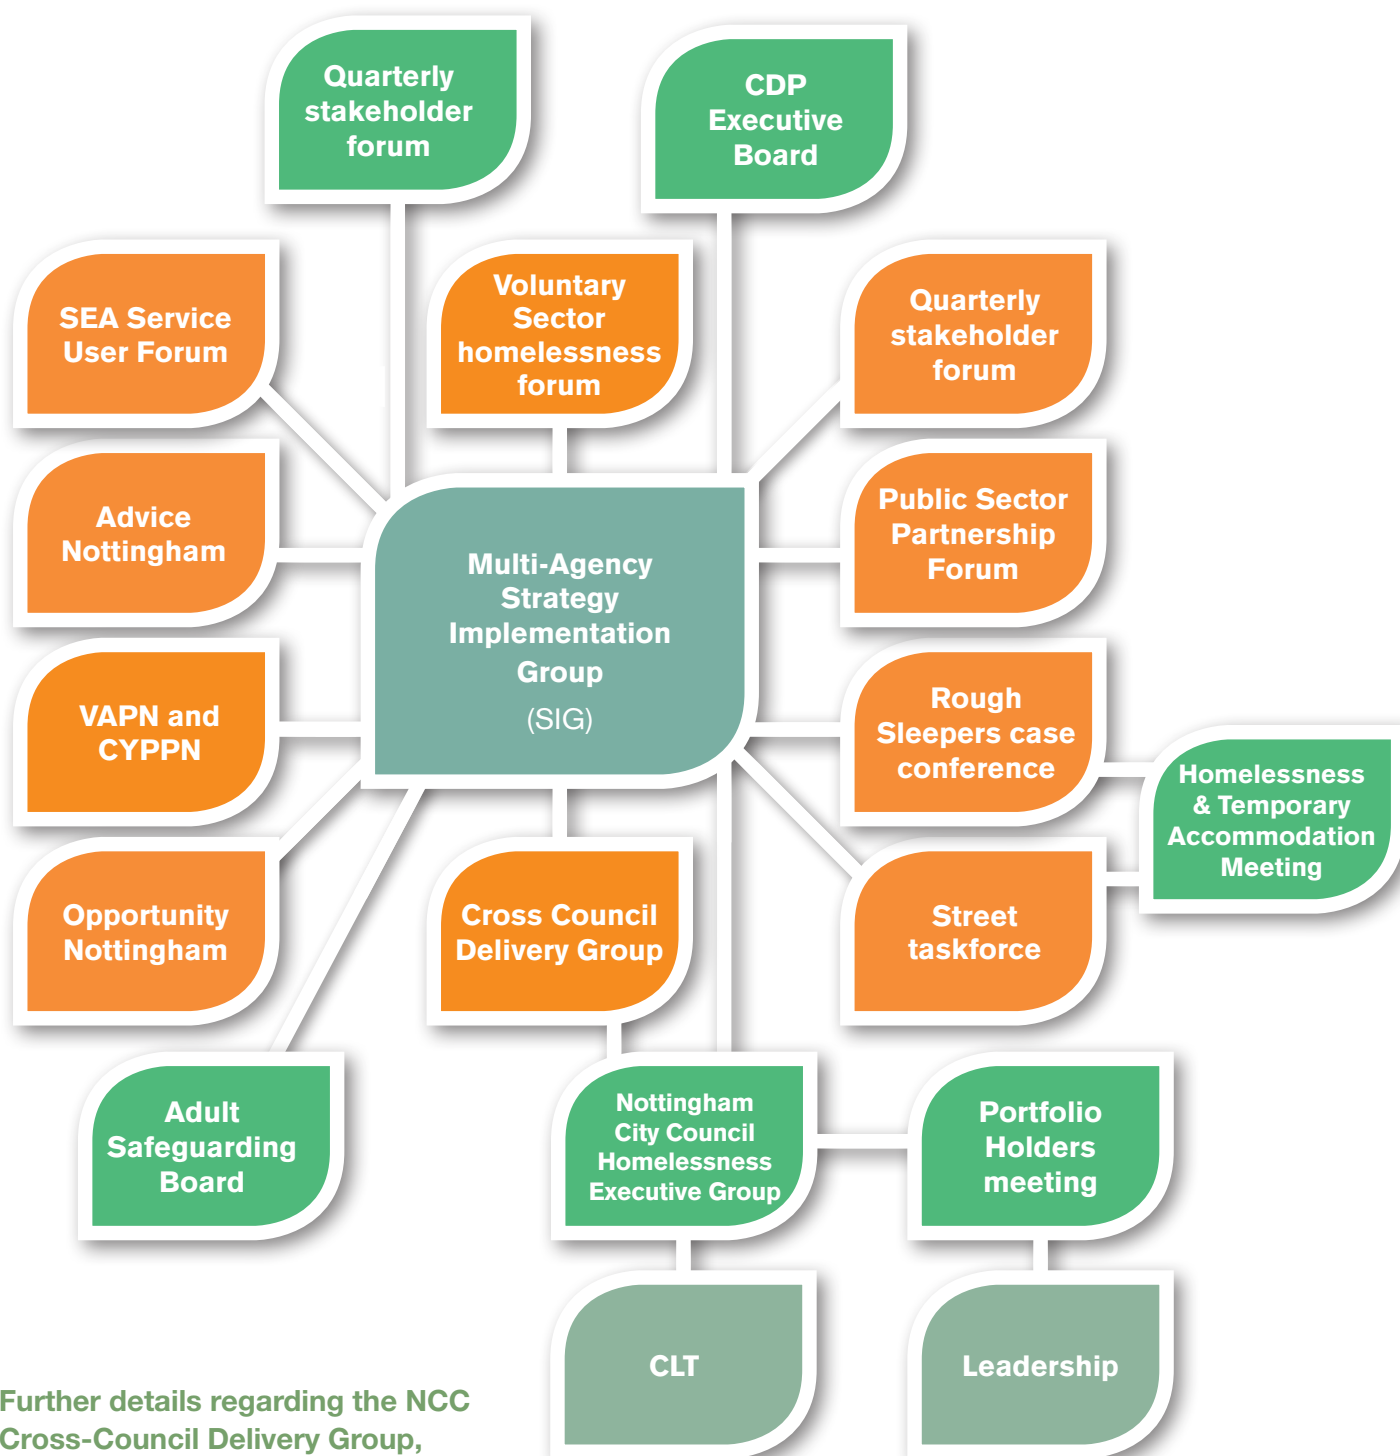 Quarterly
stakeholder
forum
CDP
Executive
Board
SEA Service
User Forum
Voluntary
Sector
homelessness
forum
Quarterly
stakeholder
forum
Advice
Nottingham
Multi-Agency
Strategy
Implementation
Group
(SIG)
Public Sector
Partnership
Forum
VAPN and
CYPPN
Rough
Sleepers case
conference
Homelessness
& Temporary
Accommodation
Meeting
Opportunity
Nottingham
Cross Council
Delivery Group
Street
taskforce
Adult
Safeguarding
Board
Nottingham
City Council
Homelessness
Executive Group
Portfolio
Holders
meeting
CLT
Leadership
Further details regarding the NCC
Cross-Council Delivery Group,